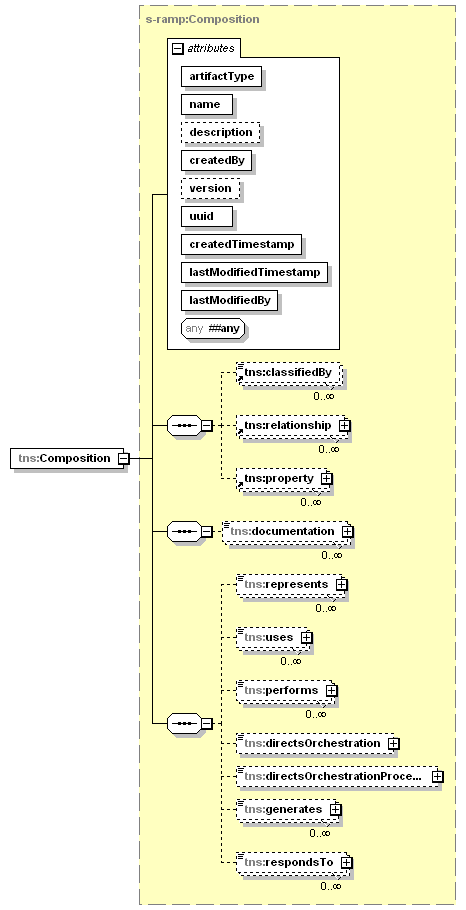 s-ramp:Composition
attributes
artifactType
name
description
createdBy
version
uuid
createdTimestamp
lastModifiedTimestamp
lastModifiedBy
any ##any
tns:classifiedBy
0..∞
tns:relationship
0..∞
tns:property
0..∞
tns:Composition
tns:documentation
0..∞
tns:represents
0..∞
tns:uses
0..∞
tns:performs
0..∞
tns:directsOrchestration
tns:directsOrchestrationProce...
tns:generates
0..∞
tns:respondsTo
0..∞